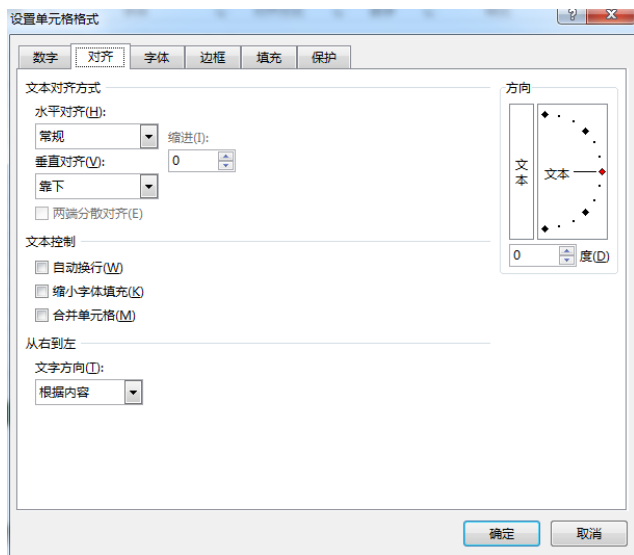 设置单元格格式
数字 对齐 字体 边框 填充 保护
文本对齐方式
水平对齐(H):
常规
缩进(I):
垂直对齐(V):
0
靠下
两端分散对齐(E)
文本控制
自动换行(W)
缩小字体填充(K)
合并单元格(M)
从右到左
文字方向(T):
根据内容
方向
文本
文本
0 度(D)
确定 取消